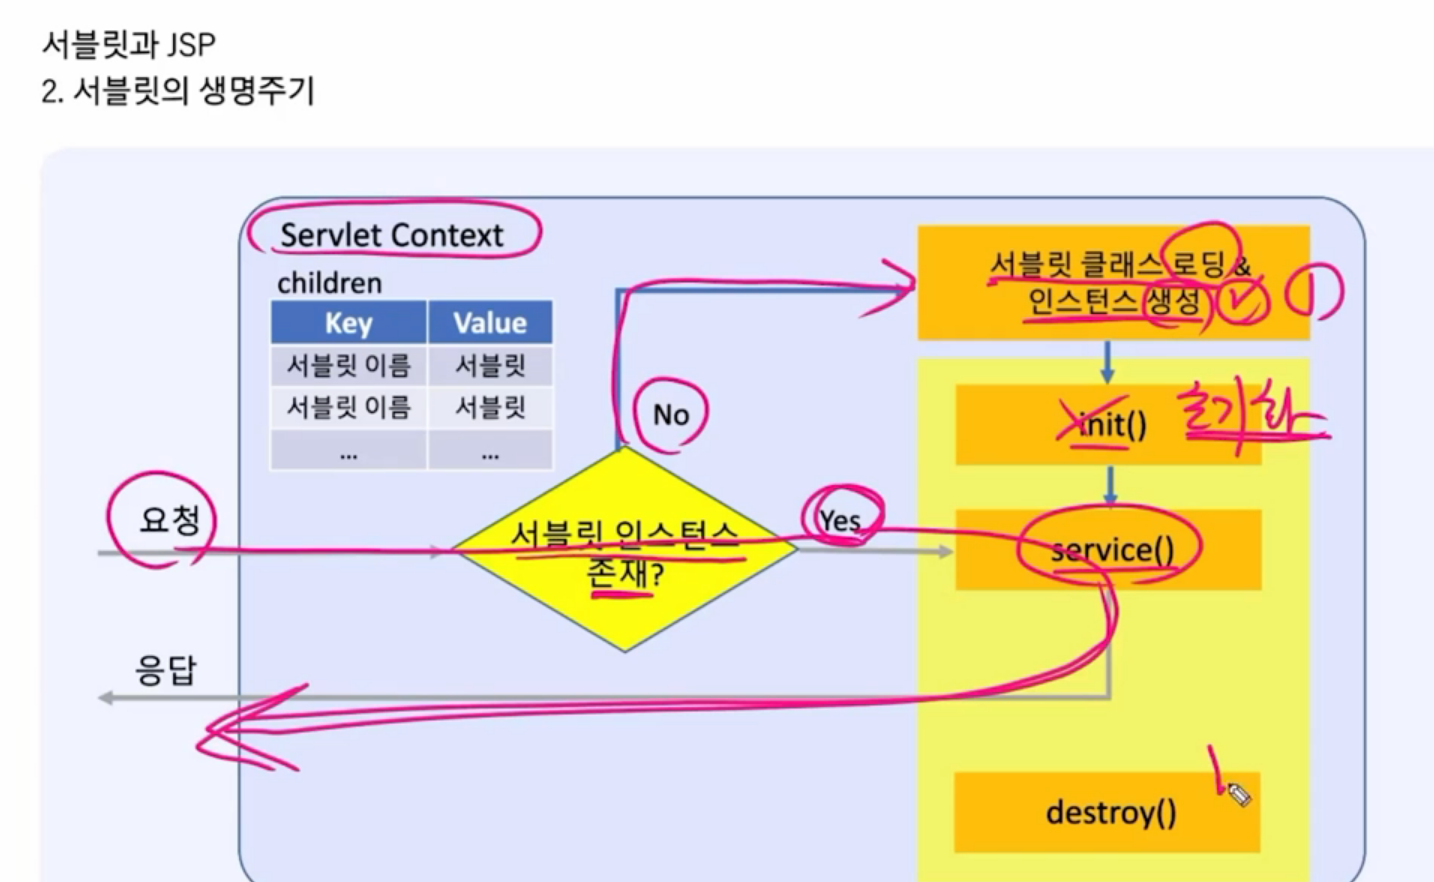 서블릿과 JSP
2. 서블릿의 생명주기
Servlet Context
children
Key Value
서블릿 이름 서블릿
서블릿 이름 서블릿
... ...
요청
서블릿 인스턴스
존재?
No
Yes
서블릿 클래스 로딩 &
인스턴스 생성
①
init()
초기화
service()
응답
destroy()